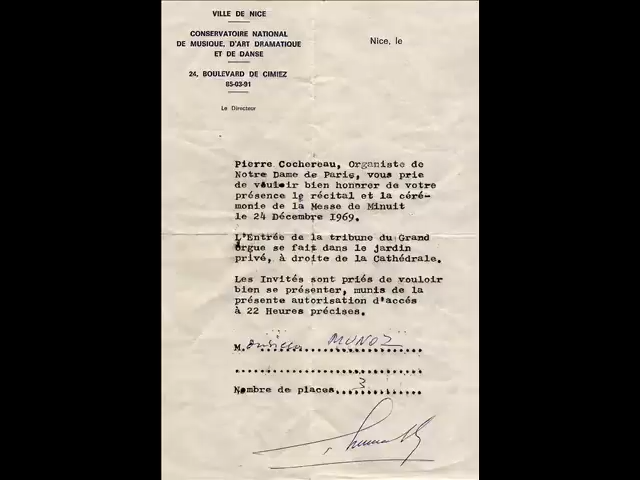 VILLE DE NICE
CONSERVATOIRE NATIONAL
DE MUSIQUE, D'ART DRAMATIQUE
ET DE DANSE
24, BOULEVARD DE CIMIEZ
85-03-91
Le Directeur
Nice, le
Pierre Cochereau, Organiste de
Notre Dame de Paris, vous prie
de vouloir bien honorer de votre
présence le récital et la céré-
monie de la Messe de Minuit
le 24 Décembre 1969.
L'Entrée de la tribune du Grand
Orgue se fait dans le jardin
privé, à droite de la Cathédrale.
Les Invités sont priés de vouloir
bien se présenter, munis de la
présente autorisation d'accés
à 22 Heures précises.
M. MUNOZ
Nombre de places 3